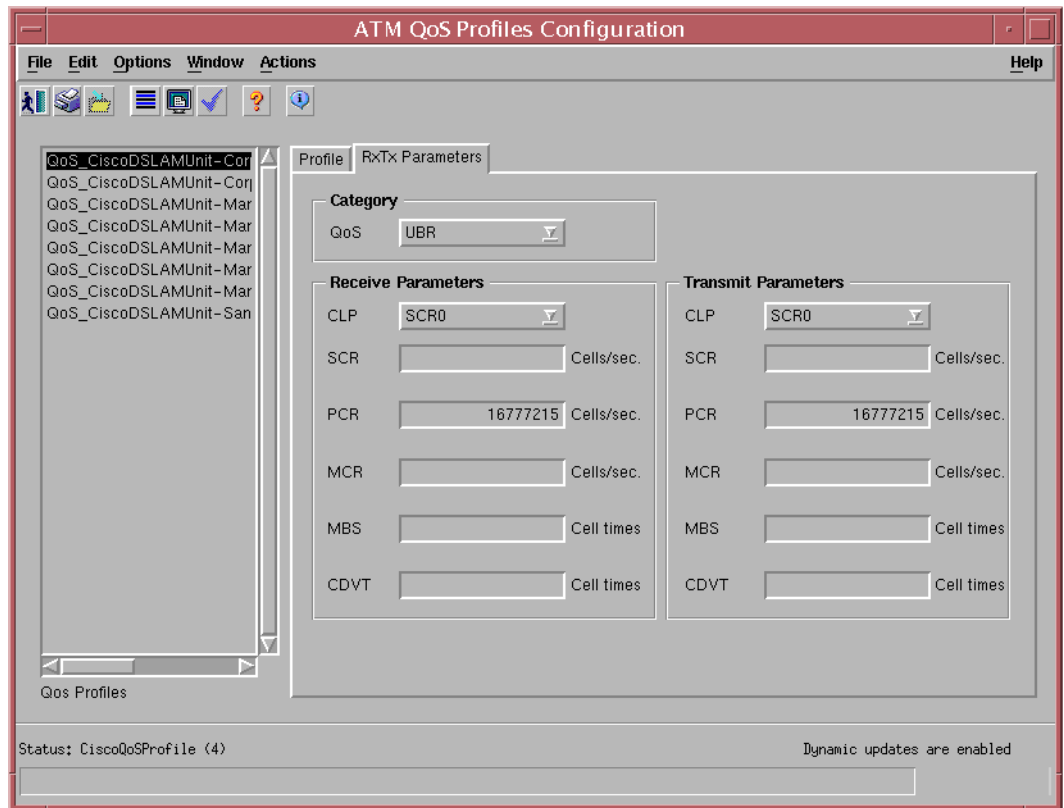 ATM QoS Profiles Configuration
File Edit Options Window Actions Help
QoS_CiscoDSLAMUnit-Cor
QoS_CiscoDSLAMUnit-Corp
QoS_CiscoDSLAMUnit-Mar
QoS_CiscoDSLAMUnit-Mar
QoS_CiscoDSLAMUnit-Mar
QoS_CiscoDSLAMUnit-Mar
QoS_CiscoDSLAMUnit-Mar
QoS_CiscoDSLAMUnit-San
Qos Profiles
Profile RxTx Parameters
Category
QoS UBR
Receive Parameters
CLP SCR0
SCR Cells/sec.
PCR 16777215 Cells/sec.
MCR Cells/sec.
MBS Cell times
CDVT Cell times
Transmit Parameters
CLP SCR0
SCR Cells/sec.
PCR 16777215 Cells/sec.
MCR Cells/sec.
MBS Cell times
CDVT Cell times
Status: CiscoQoSProfile (4) Dynamic updates are enabled